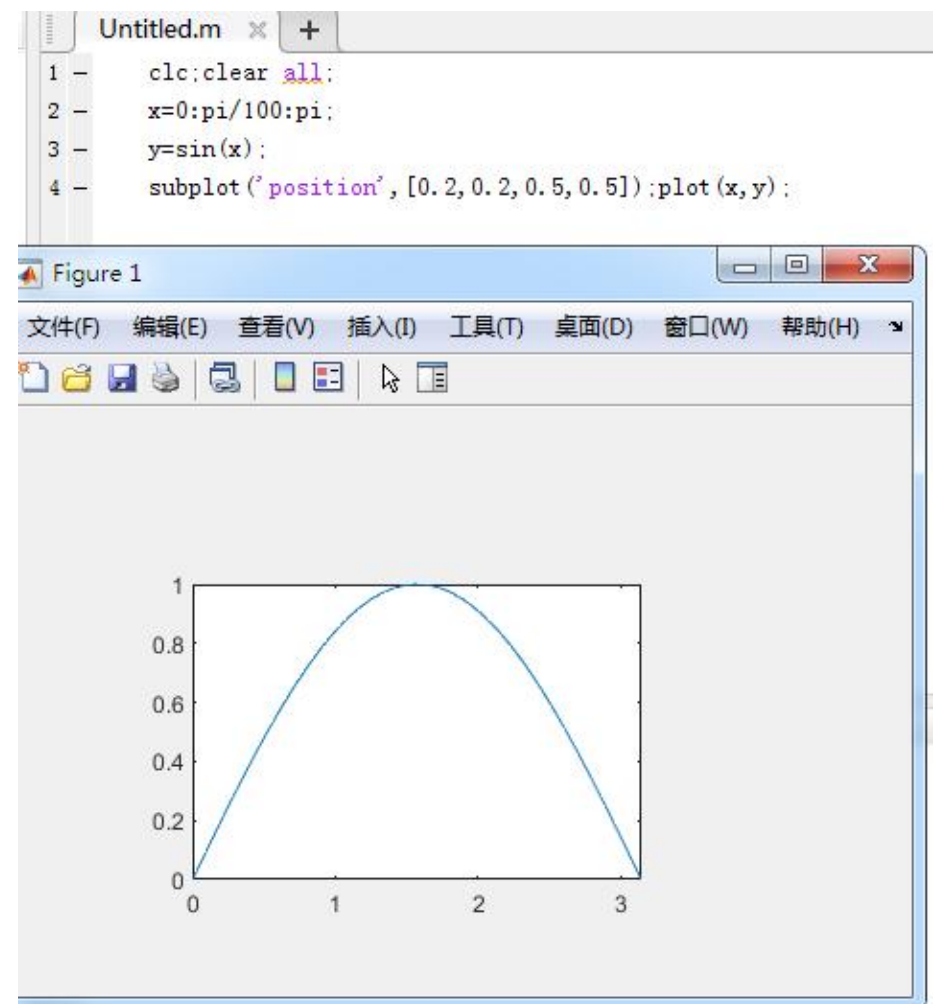 Untitled.m
1 - clc;clear all;
2 - x=0:pi/100:pi;
3 - y=sin(x);
4 - subplot('position',[0.2,0.2,0.5,0.5]);plot(x,y);
Figure 1
文件(F) 编辑(E) 查看(V) 插入(I) 工具(T) 桌面(D) 窗口(W) 帮助(H)
1
0.8
0.6
0.4
0.2
0
0 1 2 3